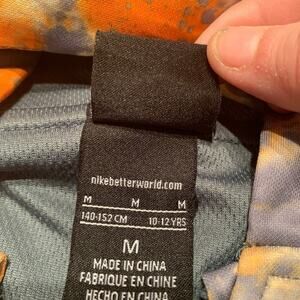 nikebetterworld.com
M M M
140-152 CM 10-12 YRS
M
MADE IN CHINA
FABRIQUE EN CHINE
HECHO EN CHINA